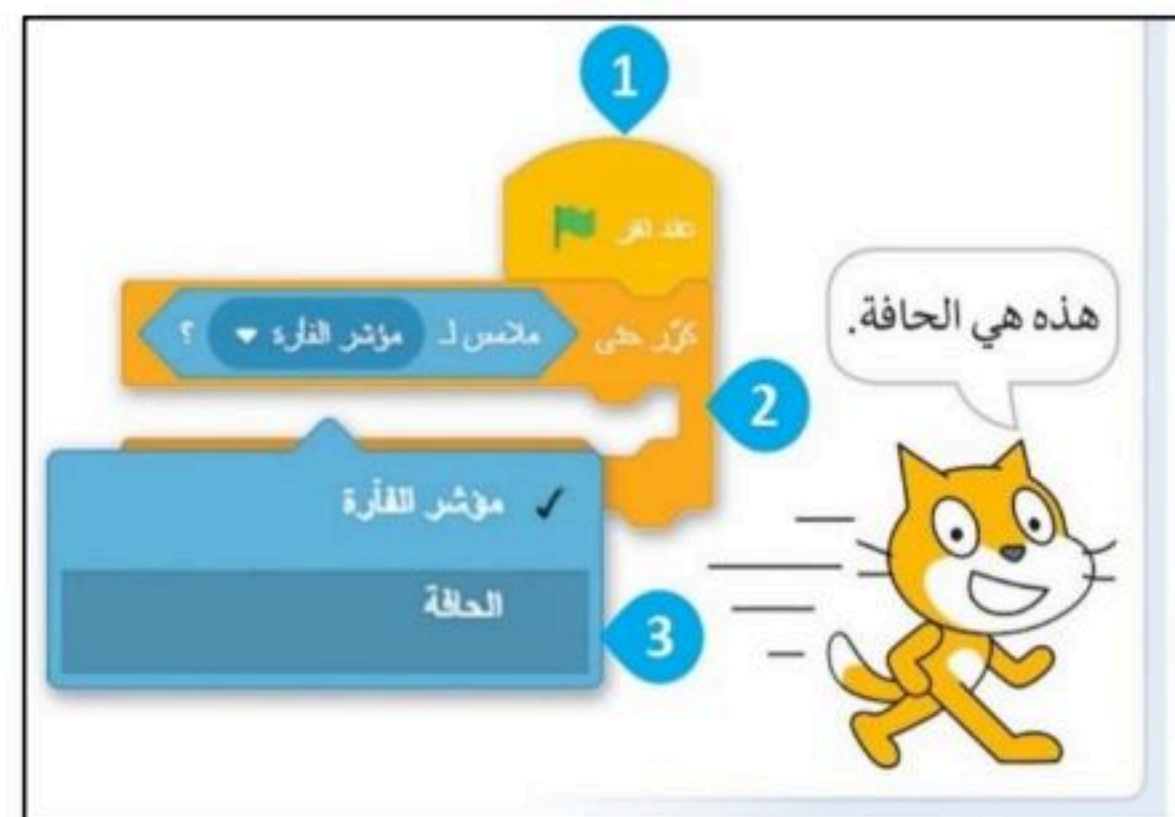 1
عند نقر
كرّر حتى ملامس لـ مؤشر الفأرة ؟
هذه هي الحافة.
2
✓ مؤشر الفأرة
الحافة
3